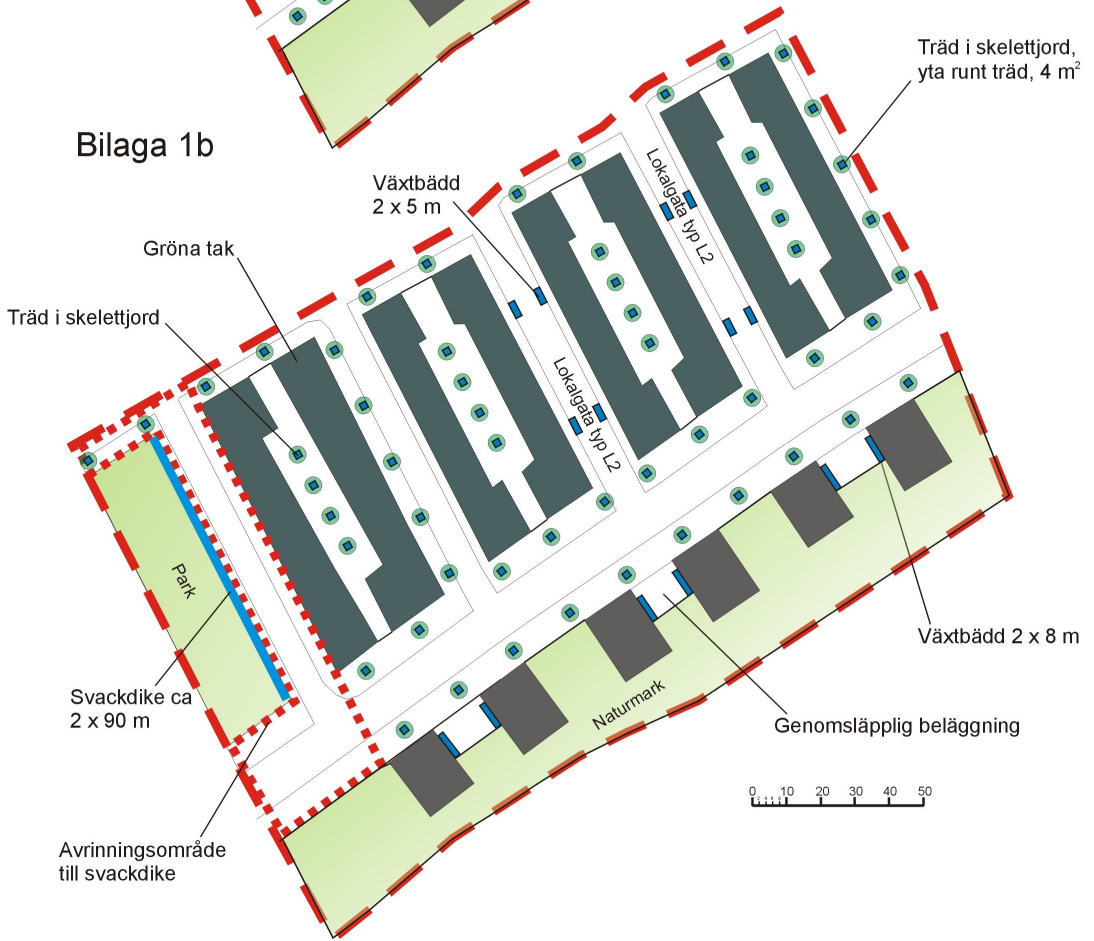 Träd i skelettjord,
yta runt träd, 4 m²
Bilaga 1b
Växtbädd
2 x 5 m
Lokalgata typ L2
Gröna tak
Träd i skelettjord
Lokalgata typ L2
Park
Växtbädd 2 x 8 m
Svackdike ca
2 x 90 m
Naturmark
Genomsläpplig beläggning
0 10 20 30 40 50
Avrinningsområde
till svackdike